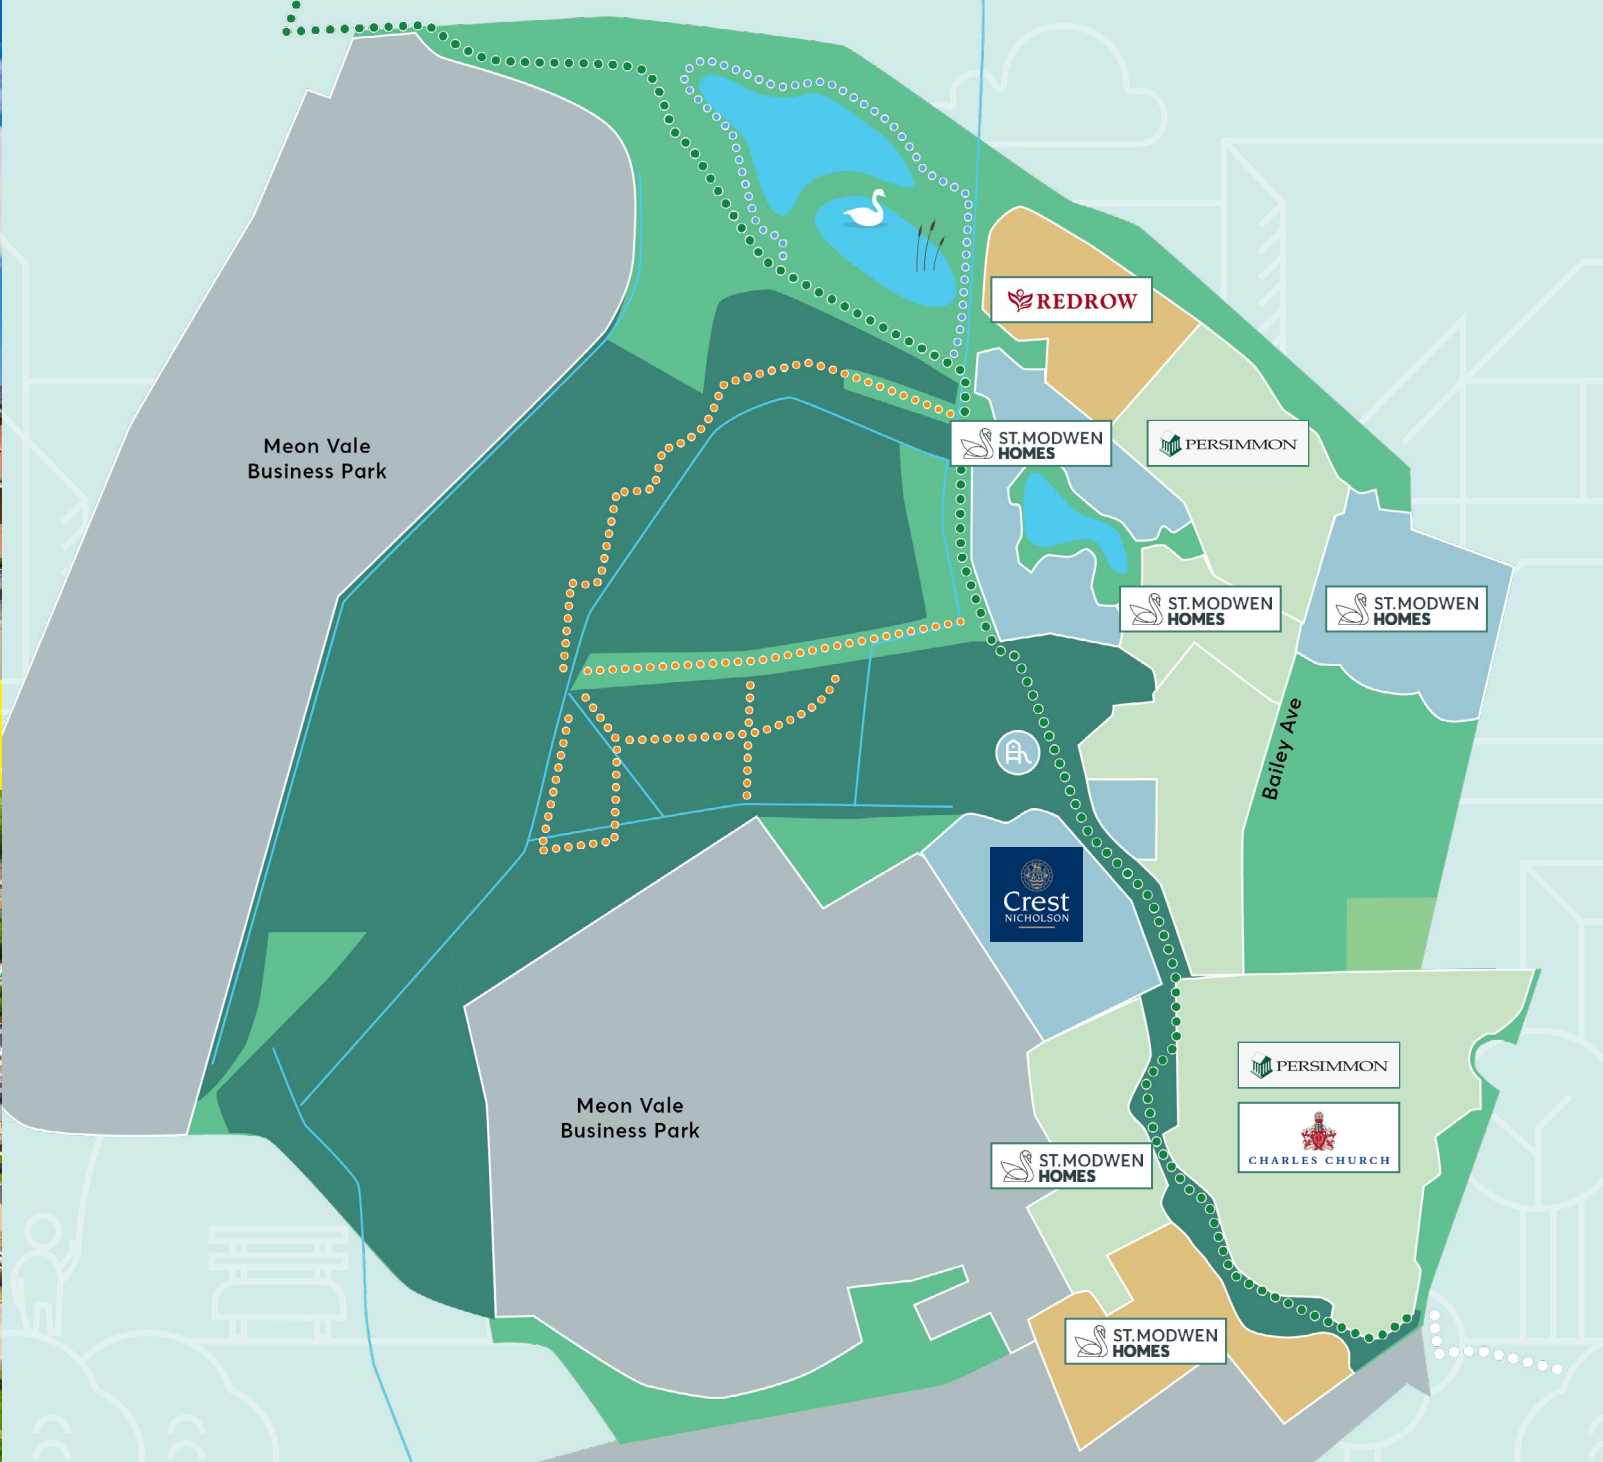 REDROW
ST.MODWEN
HOMES
PERSIMMON
Meon Vale
Business Park
ST.MODWEN
HOMES
ST.MODWEN
HOMES
Bailey Ave
Crest
NICHOLSON
PERSIMMON
Meon Vale
Business Park
CHARLES CHURCH
ST.MODWEN
HOMES
ST.MODWEN
HOMES